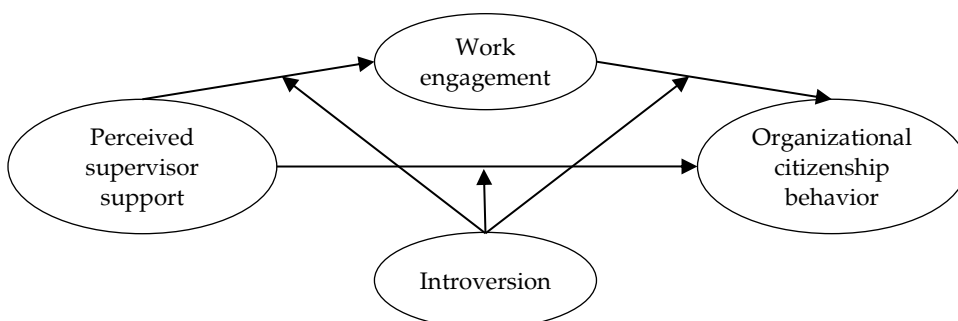 Work
engagement
Perceived
supervisor
support
Organizational
citizenship
behavior
Introversion